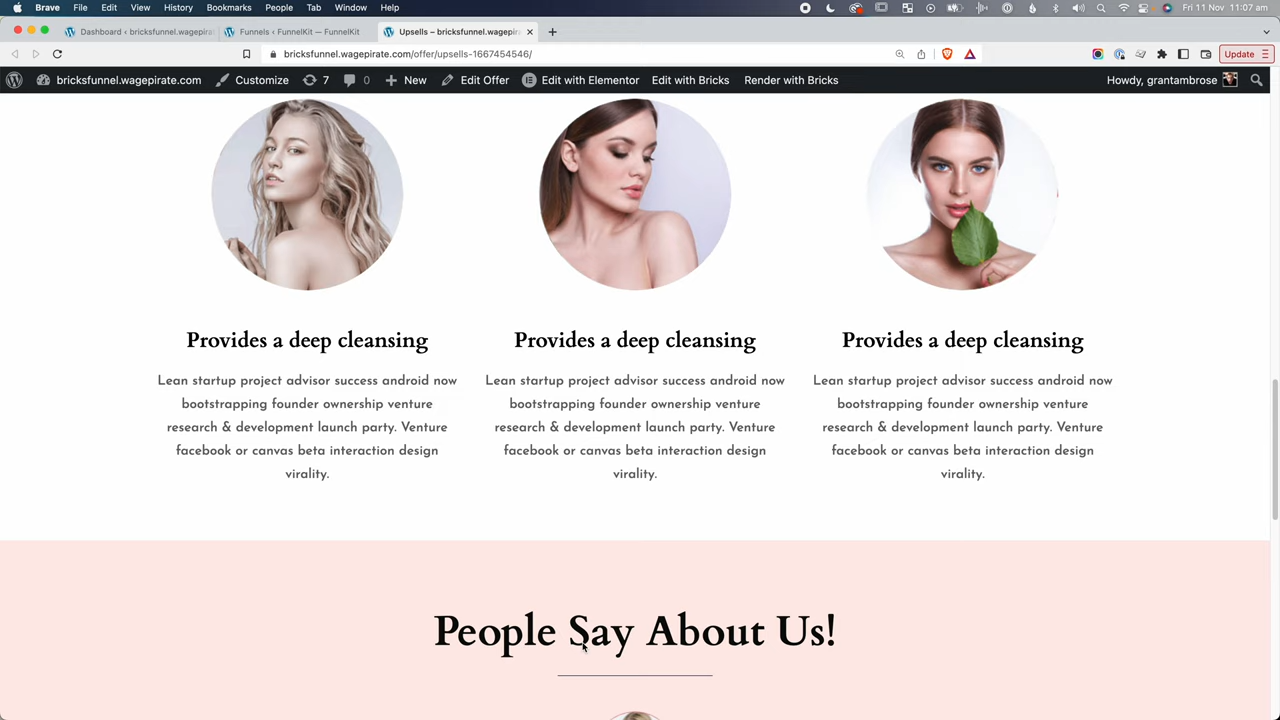 Brave File Edit View History Bookmarks People Tab Window Help Fri 11 Nov 11:07 am
Dashboard ‹ bricksfunnel.wagepira Funnels ‹ FunnelKit — FunnelKit Upsells – bricksfunnel.wagepira
bricksfunnel.wagepirate.com/offer/upsells-1667454546/ Update
bricksfunnel.wagepirate.com Customize 7 0 New Edit Offer Edit with Elementor Edit with Bricks Render with Bricks Howdy, grantambrose
Provides a deep cleansing Provides a deep cleansing Provides a deep cleansing
Lean startup project advisor success android now Lean startup project advisor success android now Lean startup project advisor success android now
bootstrapping founder ownership venture bootstrapping founder ownership venture bootstrapping founder ownership venture
research & development launch party. Venture research & development launch party. Venture research & development launch party. Venture
facebook or canvas beta interaction design facebook or canvas beta interaction design facebook or canvas beta interaction design
virality. virality. virality.
People Say About Us!